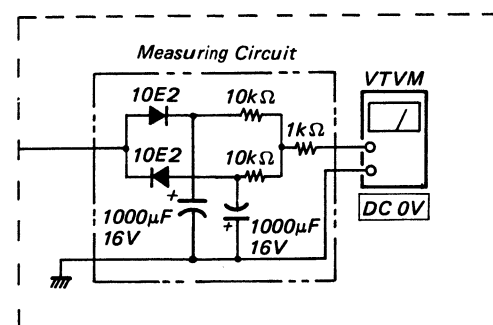 Measuring Circuit
VTVM
10E2
10kΩ
1kΩ
10E2
10kΩ
+
1000μF
16V
+
1000μF
16V
DC 0V